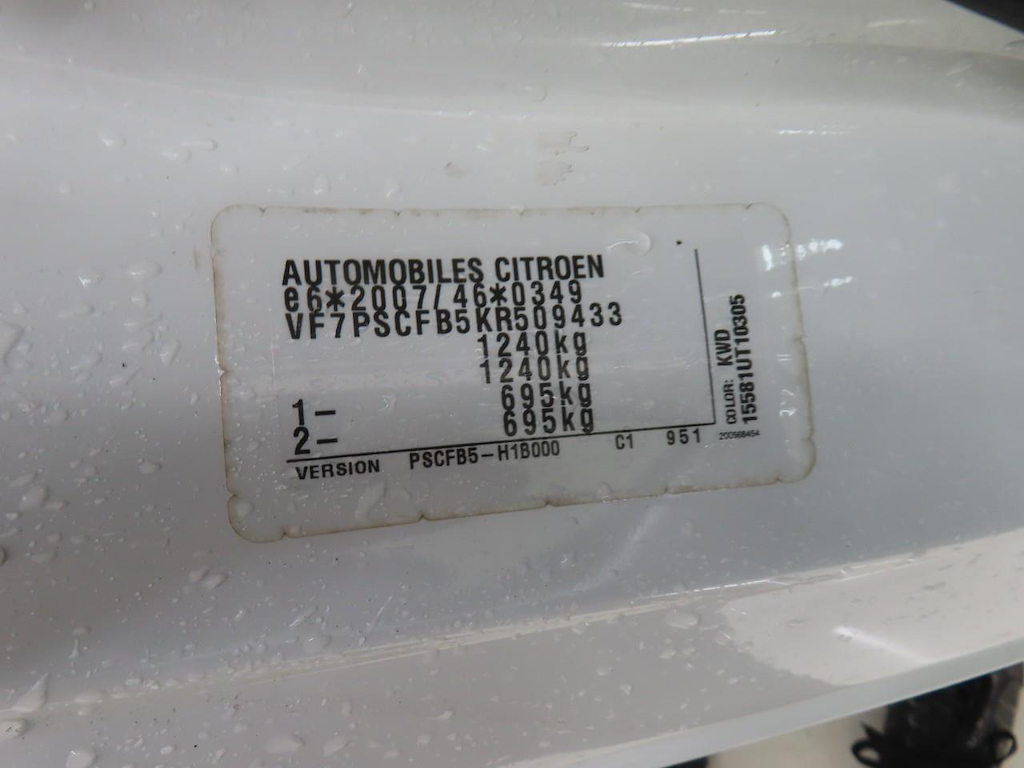 AUTOMOBILES CITROEN
e6*2007/46*0349
VF7PSCFB5KR509433
1240kg
1240kg
1- 695kg
2- 695kg
VERSION PSCFB5-H1B000 C1 951
COLOR: KWD
15581UT10305
200568454